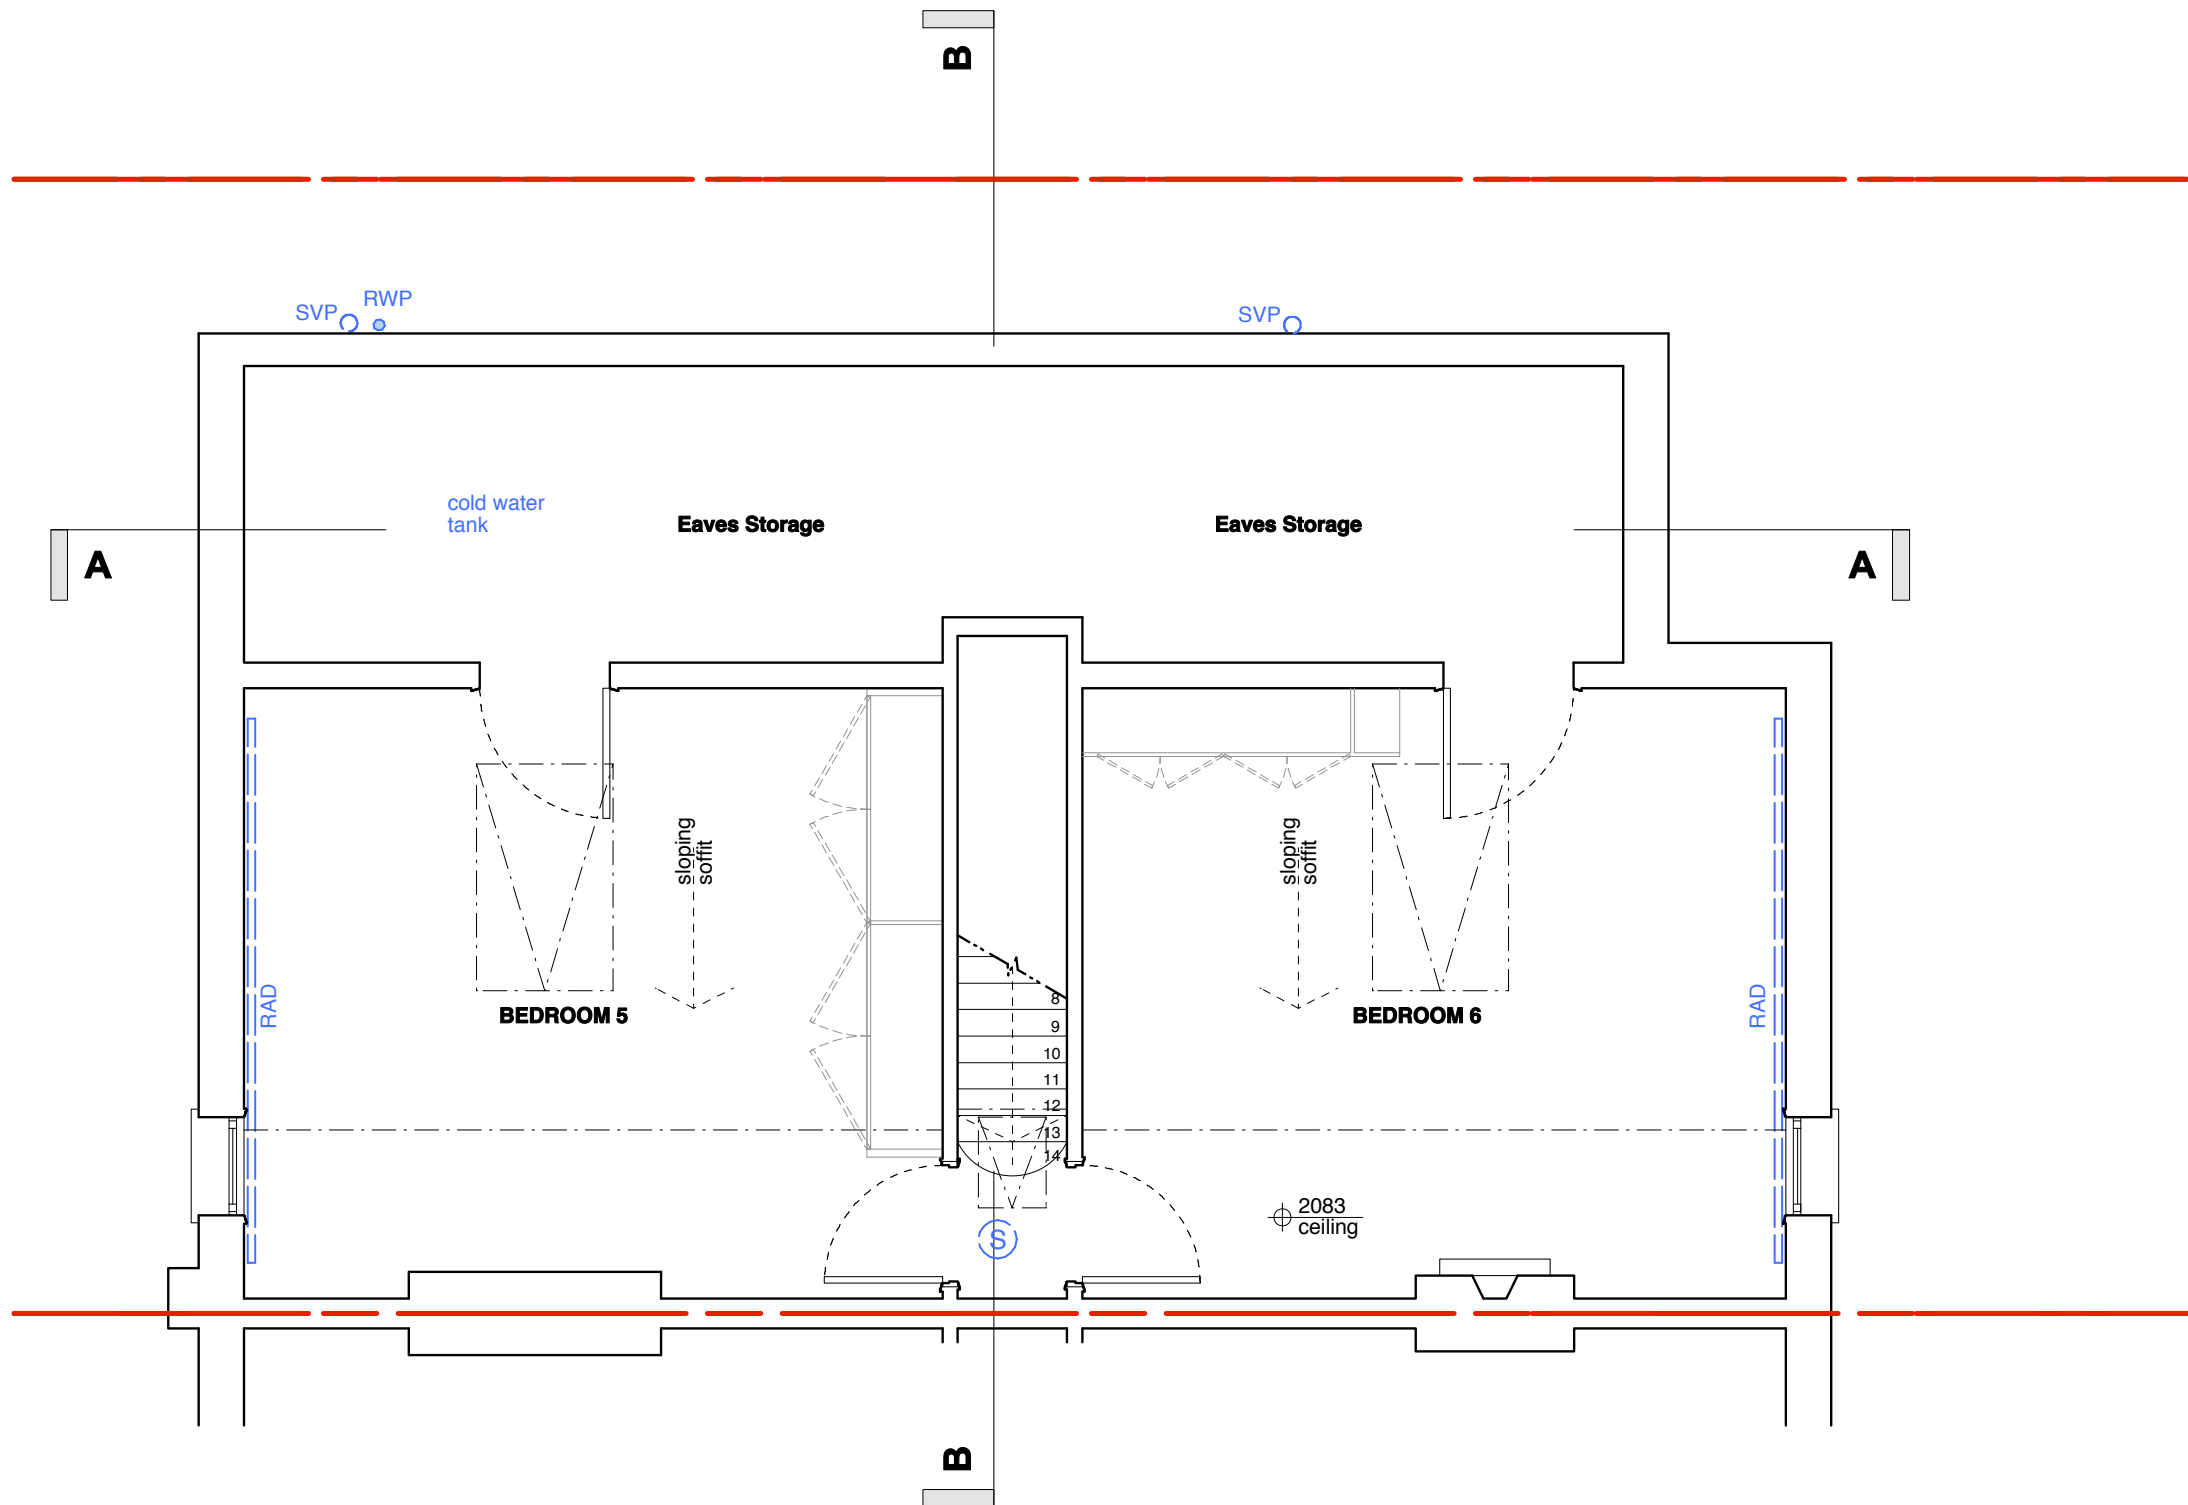 B
RWP
SVP
SVP
cold water
tank
Eaves Storage
Eaves Storage
A
A
sloping
soffit
sloping
soffit
RAD
BEDROOM 5
8
9
10
11
12
13
14
BEDROOM 6
RAD
2083
ceiling
S
B